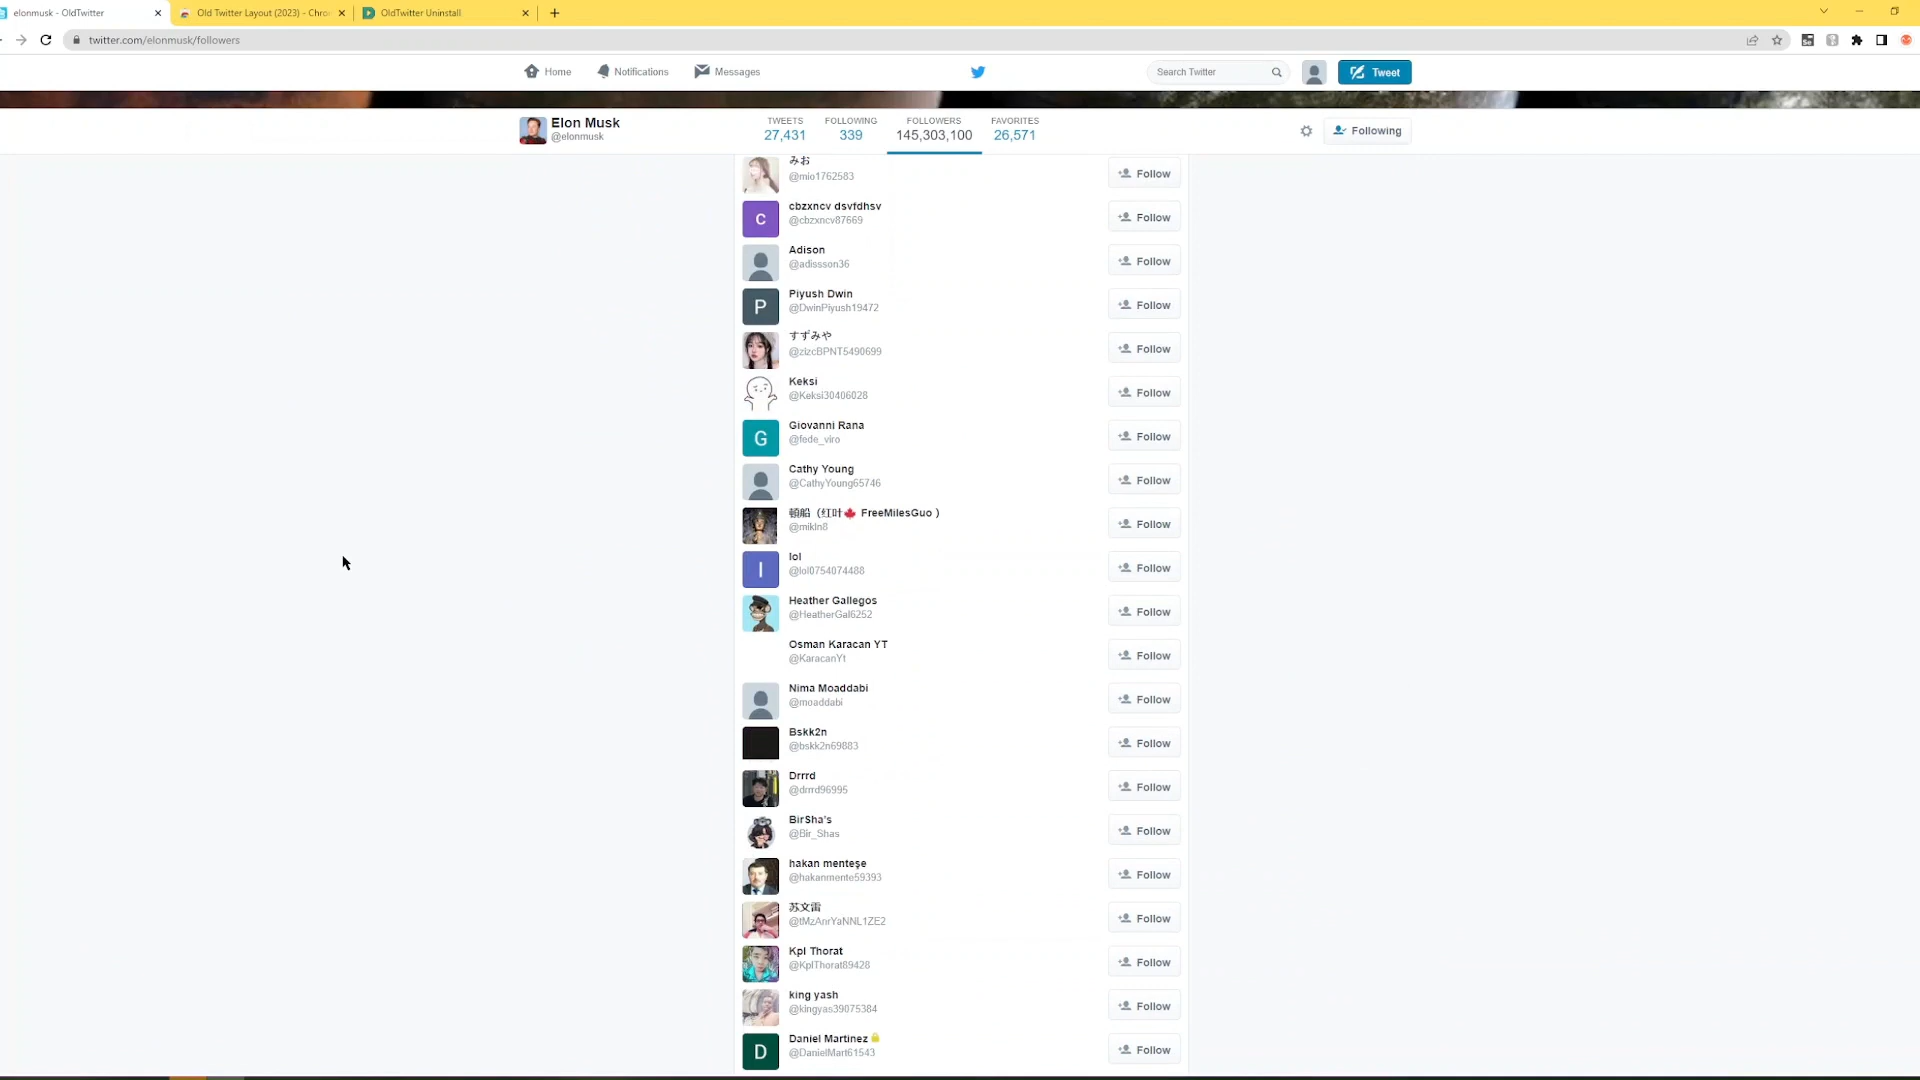 elonmusk - OldTwitter
Old Twitter Layout (2023) - Chro
OldTwitter Uninstall
twitter.com/elonmusk/followers
Home
Notifications
Messages
Search Twitter
Tweet
Elon Musk
@elonmusk
TWEETS
27,431
FOLLOWING
339
FOLLOWERS
145,303,100
FAVORITES
26,571
Following
みお
@mio1762583
Follow
cbzxncv dsvfdhsv
@cbzxncv87669
Follow
Adison
@adissson36
Follow
P
Piyush Dwin
@DwinPiyush19472
Follow
すずみや
@zizcBPNT5490699
Follow
Keksi
@Keksi30406028
Follow
G
Giovanni Rana
@fede_viro
Follow
Cathy Young
@CathyYoung65746
Follow
頓船（红叶🍁 FreeMilesGuo ）
@mikln8
Follow
lol
@lol0754074488
Follow
Heather Gallegos
@HeatherGal6252
Follow
Osman Karacan YT
@KaracanYt
Follow
Nima Moaddabi
@moaddabi
Follow
Bskk2n
@bskk2n69883
Follow
Drrrd
@drrrd96995
Follow
BirSha's
@Bir_Shas
Follow
hakan menteşe
@hakanmente59393
Follow
苏文雷
@tMzAnrYaNNL1ZE2
Follow
Kpl Thorat
@KplThorat89428
Follow
king yash
@kingyas39075384
Follow
D
Daniel Martinez
@DanielMart61543
Follow